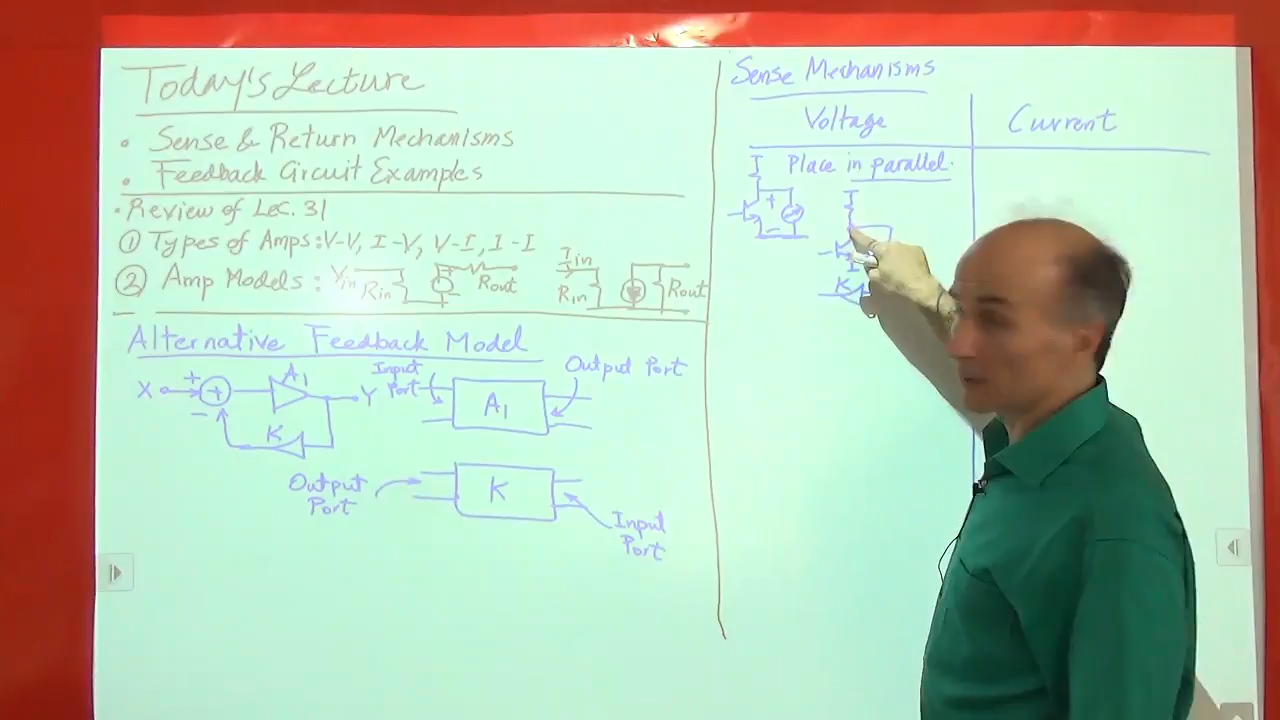 Today's Lecture
• Sense & Return Mechanisms
• Feedback Circuit Examples
• Review of Lec. 31
① Types of Amps: V-V, I-V, V-I, I-I
② Amp Models: Vin Rin Rout Iin Rin Rout
Alternative Feedback Model
X + + A1 Y
− K
Input Port A1 Output Port
Output Port K Input Port
Sense Mechanisms
Voltage Current
Place in parallel.
+ −
K